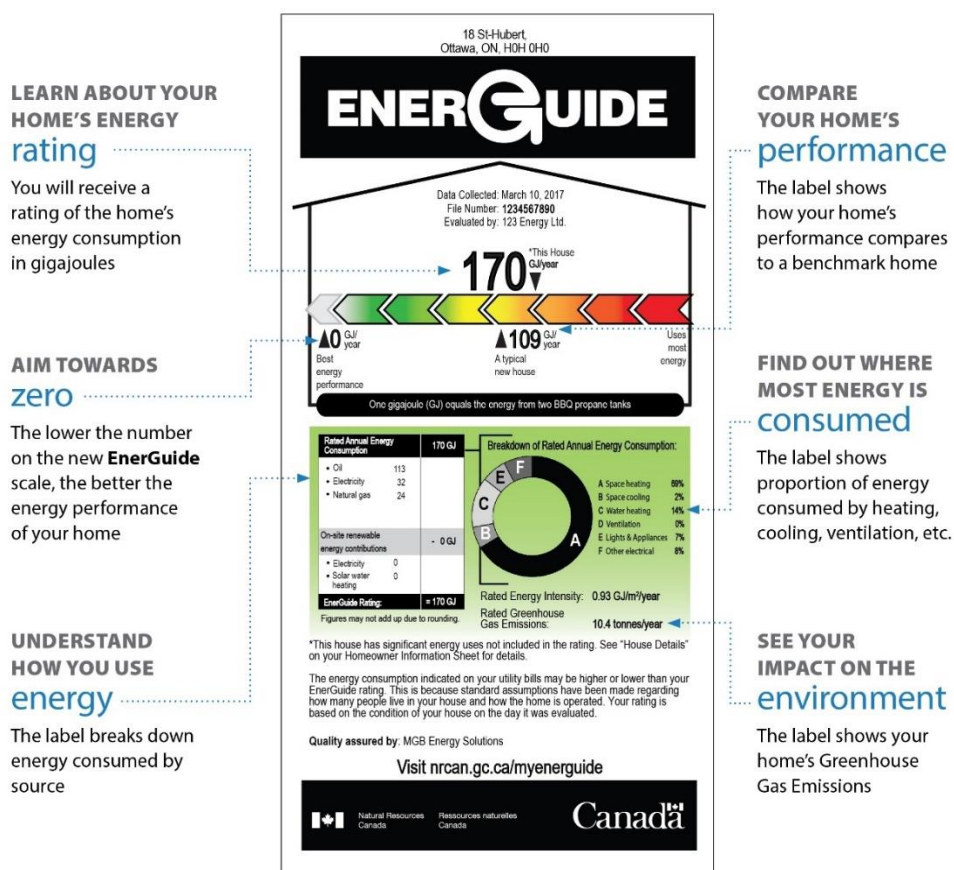 LEARN ABOUT YOUR
HOME'S ENERGY
rating
You will receive a
rating of the home's
energy consumption
in gigajoules
AIM TOWARDS
zero
The lower the number
on the new EnerGuide
scale, the better the
energy performance
of your home
UNDERSTAND
HOW YOU USE
energy
The label breaks down
energy consumed by
source
18 St-Hubert,
Ottawa, ON, H0H 0H0
ENERGUIDE
Data Collected: March 10, 2017
File Number: 1234567890
Evaluated by: 123 Energy Ltd.
170
*This House
GJ/year
0 GJ/
year
Best
energy
performance
109 GJ/
year
A typical
new house
Uses
most
energy
One gigajoule (GJ) equals the energy from two BBQ propane tanks
Rated Annual Energy
Consumption 170 GJ
• Oil 113
• Electricity 32
• Natural gas 24
On-site renewable
energy contributions - 0 GJ
• Electricity 0
• Solar water 0
heating
EnerGuide Rating: = 170 GJ
Figures may not add up due to rounding.
Breakdown of Rated Annual Energy Consumption:
F
E
C
B
A
A Space heating 69%
B Space cooling 2%
C Water heating 14%
D Ventilation 0%
E Lights & Appliances 7%
F Other electrical 8%
Rated Energy Intensity: 0.93 GJ/m²/year
Rated Greenhouse
Gas Emissions: 10.4 tonnes/year
*This house has significant energy uses not included in the rating. See "House Details"
on your Homeowner Information Sheet for details.
The energy consumption indicated on your utility bills may be higher or lower than your
EnerGuide rating. This is because standard assumptions have been made regarding
how many people live in your house and how the home is operated. Your rating is
based on the condition of your house on the day it was evaluated.
Quality assured by: MGB Energy Solutions
Visit nrcan.gc.ca/myenerguide
Natural Resources
Canada
Ressources naturelles
Canada
Canada
COMPARE
YOUR HOME'S
performance
The label shows
how your home's
performance compares
to a benchmark home
FIND OUT WHERE
MOST ENERGY IS
consumed
The label shows
proportion of energy
consumed by heating,
cooling, ventilation, etc.
SEE YOUR
IMPACT ON THE
environment
The label shows your
home's Greenhouse
Gas Emissions